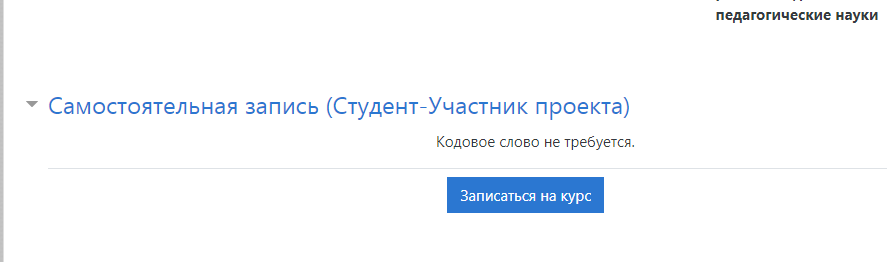 педагогические науки
Самостоятельная запись (Студент-Участник проекта)
Кодовое слово не требуется.
Записаться на курс